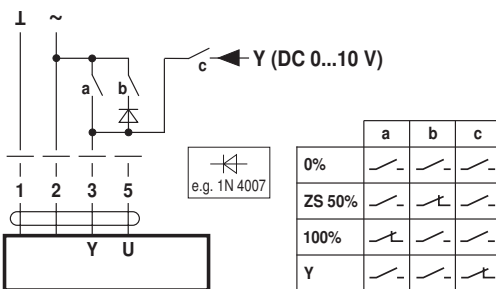 ⊥ ~
c Y (DC 0...10 V)
a b
1 2 3 5
e.g. 1N 4007
Y U
a b c
0%
ZS 50%
100%
Y